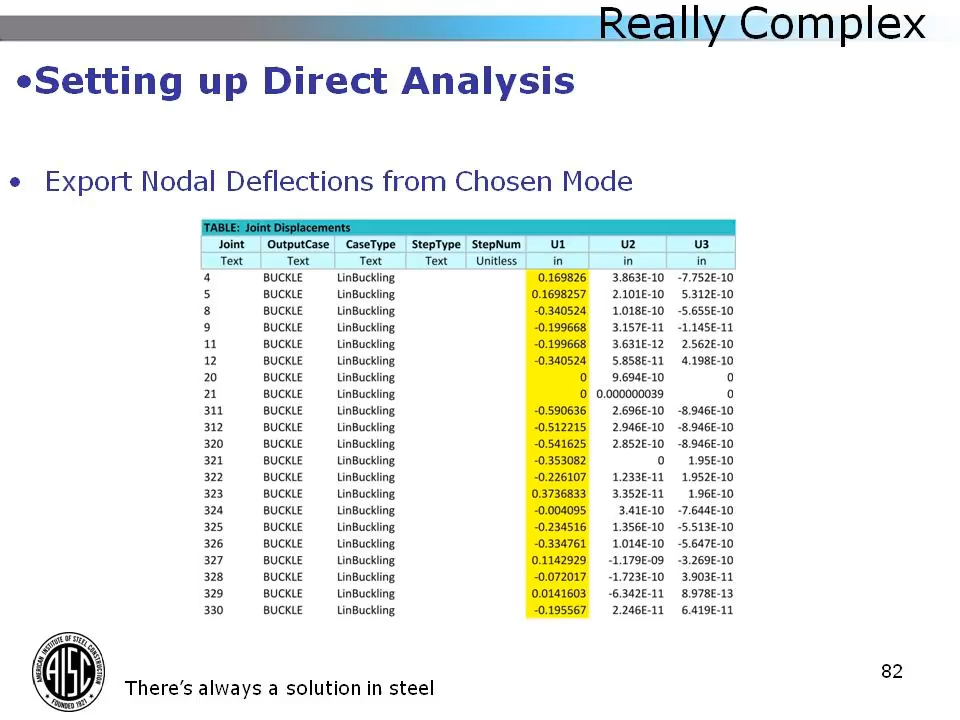 Really Complex
•Setting up Direct Analysis
• Export Nodal Deflections from Chosen Mode
TABLE: Joint Displacements
Joint OutputCase CaseType StepType StepNum U1 U2 U3
Text Text Text Text Unitless in in in
4 BUCKLE LinBuckling 0.169826 3.863E-10 -7.752E-10
5 BUCKLE LinBuckling 0.1698257 2.101E-10 5.312E-10
8 BUCKLE LinBuckling -0.340524 1.018E-10 -5.655E-10
9 BUCKLE LinBuckling -0.199668 3.157E-11 -1.145E-11
11 BUCKLE LinBuckling -0.199668 3.631E-12 2.562E-10
12 BUCKLE LinBuckling -0.340524 5.858E-11 4.198E-10
20 BUCKLE LinBuckling 0 9.694E-10 0
21 BUCKLE LinBuckling 0 0.000000039 0
311 BUCKLE LinBuckling -0.590636 2.696E-10 -8.946E-10
312 BUCKLE LinBuckling -0.512215 2.946E-10 -8.946E-10
320 BUCKLE LinBuckling -0.541625 2.852E-10 -8.946E-10
321 BUCKLE LinBuckling -0.353082 0 1.95E-10
322 BUCKLE LinBuckling -0.226107 1.233E-11 1.952E-10
323 BUCKLE LinBuckling 0.3736833 3.352E-11 1.96E-10
324 BUCKLE LinBuckling -0.004095 3.41E-10 -7.644E-10
325 BUCKLE LinBuckling -0.234516 1.356E-10 -5.513E-10
326 BUCKLE LinBuckling -0.334761 1.014E-10 -5.647E-10
327 BUCKLE LinBuckling 0.1142929 -1.179E-09 -3.269E-10
328 BUCKLE LinBuckling -0.072017 -1.723E-10 3.903E-11
329 BUCKLE LinBuckling 0.0141603 -6.342E-11 8.978E-13
330 BUCKLE LinBuckling -0.195567 2.246E-11 6.419E-11
AMERICAN INSTITUTE OF STEEL CONSTRUCTION
AISC
FOUNDED 1921
There's always a solution in steel
82